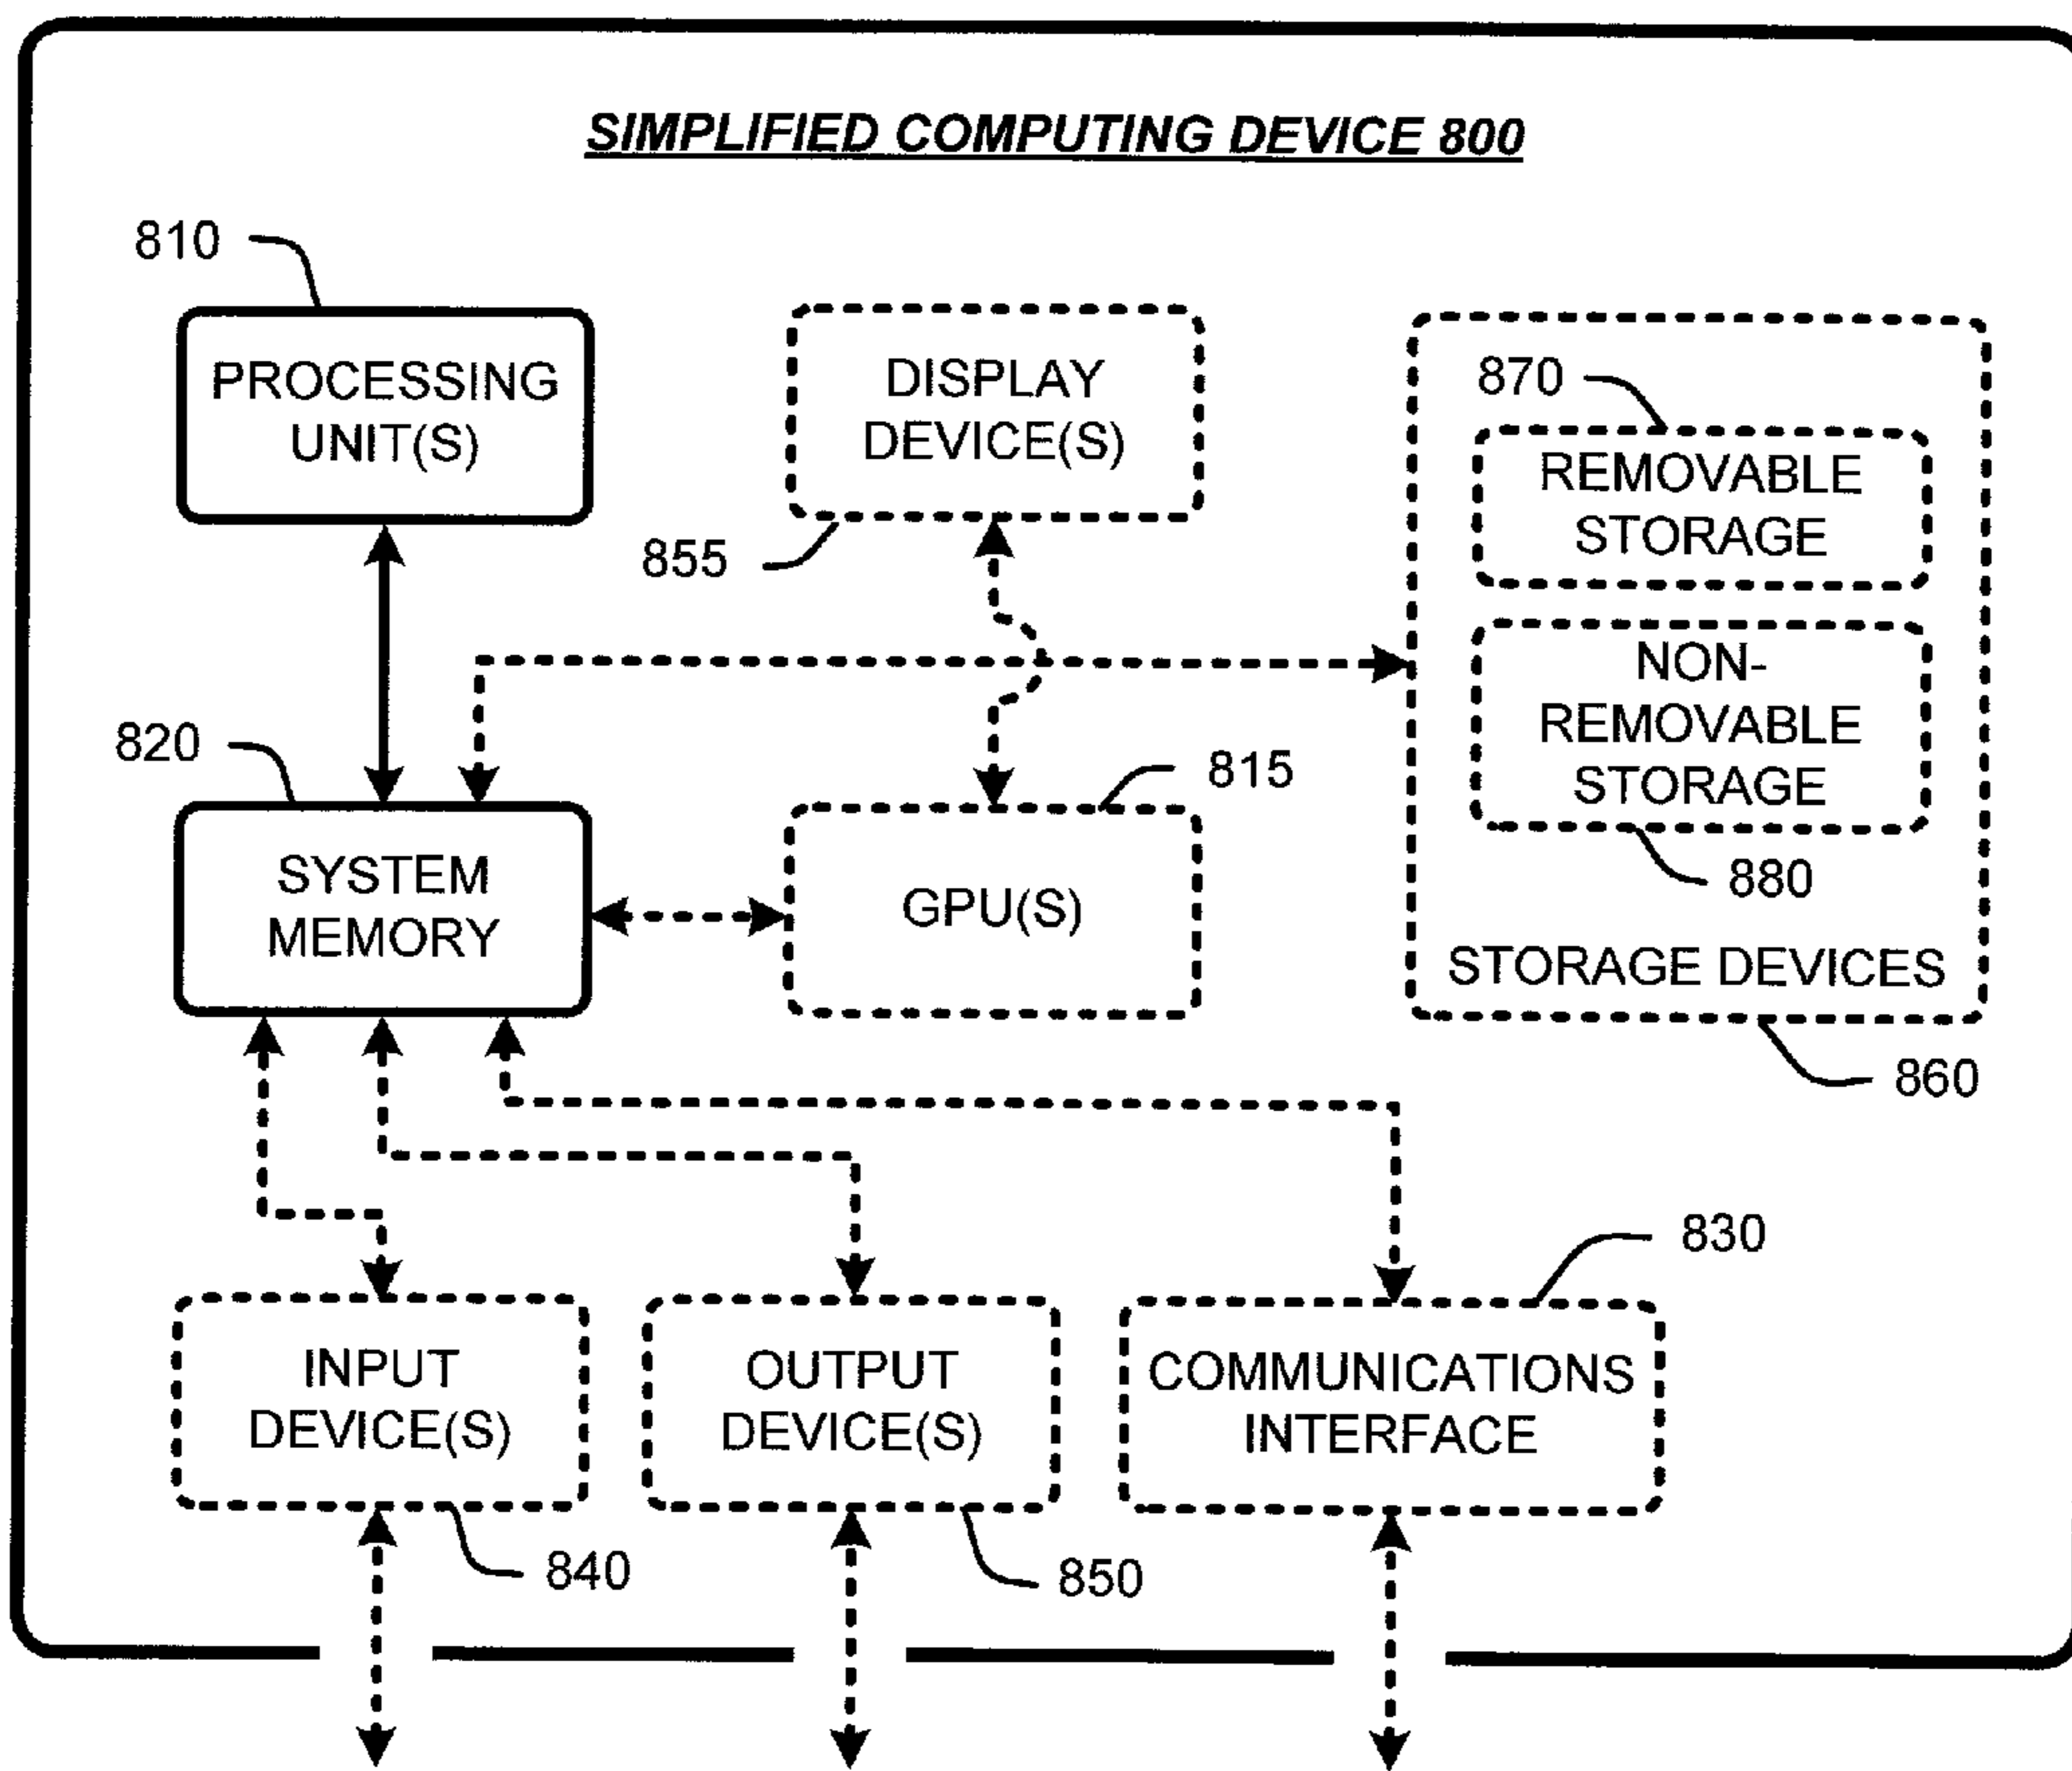 SIMPLIFIED COMPUTING DEVICE 800
810
PROCESSING
UNIT(S)
DISPLAY
DEVICE(S)
855
870
REMOVABLE
STORAGE
NON-
REMOVABLE
STORAGE
880
STORAGE DEVICES
860
820
SYSTEM
MEMORY
815
GPU(S)
830
INPUT
DEVICE(S)
840
OUTPUT
DEVICE(S)
850
COMMUNICATIONS
INTERFACE